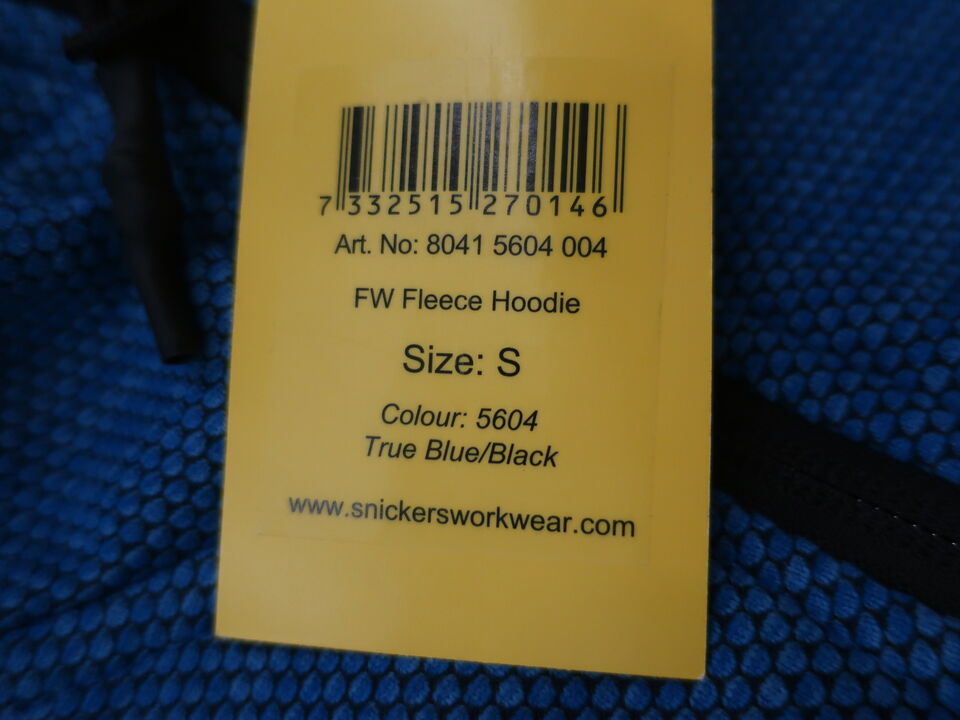 7 332515 270146
Art. No: 8041 5604 004
FW Fleece Hoodie
Size: S
Colour: 5604
True Blue/Black
www.snickersworkwear.com